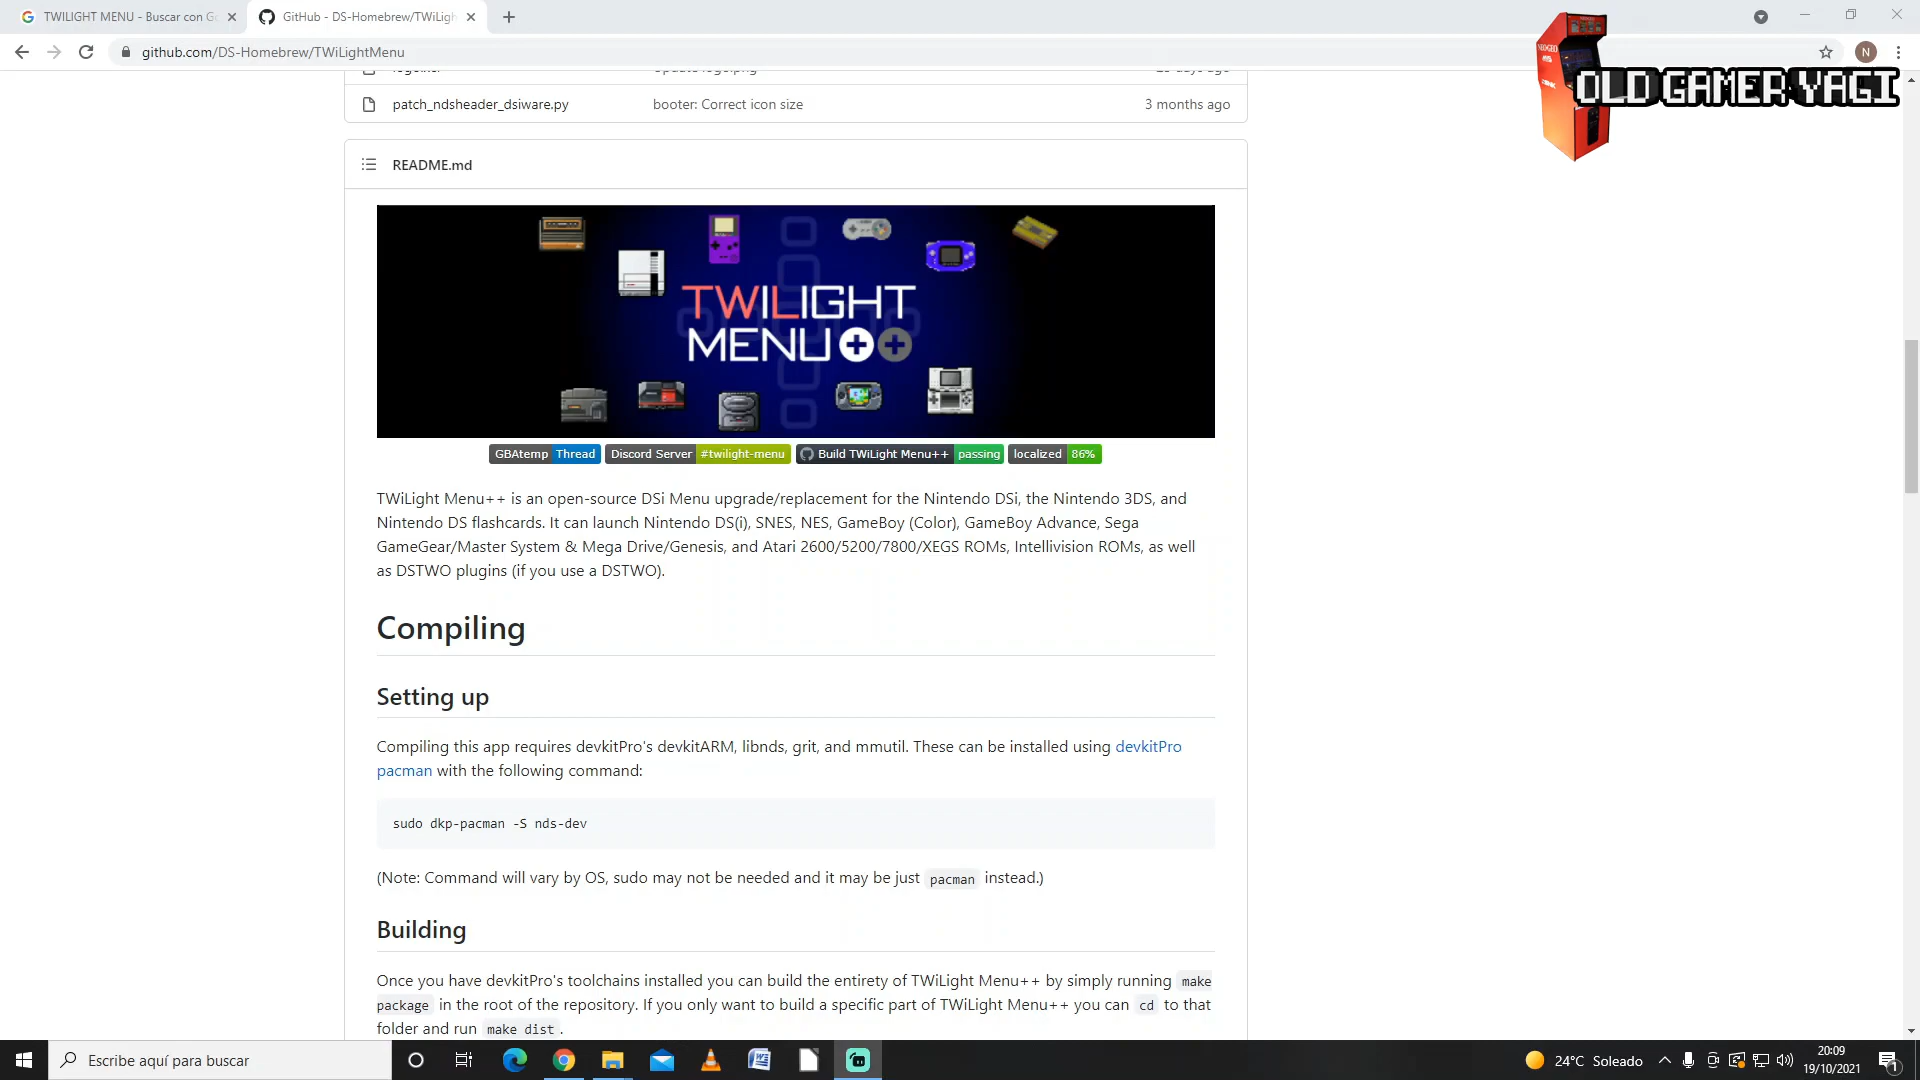 TWILIGHT MENU - Buscar con Go
GitHub - DS-Homebrew/TWiLigh
github.com/DS-Homebrew/TWiLightMenu
N
OLD GAMER YAGI
patch_ndsheader_dsiware.py booter: Correct icon size 3 months ago
README.md
TWILIGHT
MENU++
GBAtemp Thread Discord Server #twilight-menu Build TWiLight Menu++ passing localized 86%
TWiLight Menu++ is an open-source DSi Menu upgrade/replacement for the Nintendo DSi, the Nintendo 3DS, and
Nintendo DS flashcards. It can launch Nintendo DS(i), SNES, NES, GameBoy (Color), GameBoy Advance, Sega
GameGear/Master System & Mega Drive/Genesis, and Atari 2600/5200/7800/XEGS ROMs, Intellivision ROMs, as well
as DSTWO plugins (if you use a DSTWO).
Compiling
Setting up
Compiling this app requires devkitPro's devkitARM, libnds, grit, and mmutil. These can be installed using devkitPro
pacman with the following command:
sudo dkp-pacman -S nds-dev
(Note: Command will vary by OS, sudo may not be needed and it may be just pacman instead.)
Building
Once you have devkitPro's toolchains installed you can build the entirety of TWiLight Menu++ by simply running make
package in the root of the repository. If you only want to build a specific part of TWiLight Menu++ you can cd to that
folder and run make dist.
Escribe aquí para buscar
24°C Soleado
20:09
19/10/2021
1